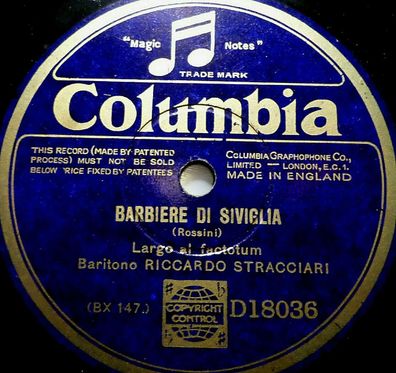 "Magic Notes"
TRADE MARK
Columbia
THIS RECORD (MADE BY PATENTED
PROCESS) MUST NOT BE SOLD
BELOW PRICE FIXED BY PATENTEES
COLUMBIA GRAPHOPHONE CO.,
LIMITED — LONDON, E.C.1.
MADE IN ENGLAND
BARBIERE DI SIVIGLIA
(Rossini)
Largo al factotum
Baritono RICCARDO STRACCIARI
(BX 147.)
COPYRIGHT
CONTROL
D18036